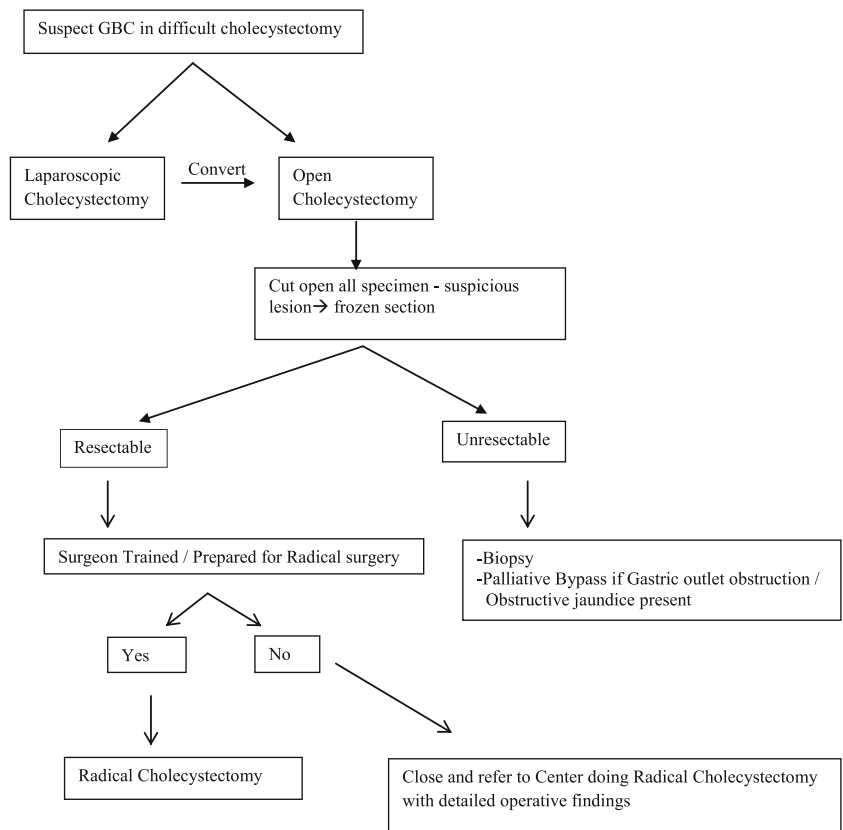 Suspect GBC in difficult cholecystectomy
Laparoscopic
Cholecystectomy
Convert
Open
Cholecystectomy
Cut open all specimen - suspicious
lesion→ frozen section
Resectable
Unresectable
Surgeon Trained / Prepared for Radical surgery
-Biopsy
-Palliative Bypass if Gastric outlet obstruction /
Obstructive jaundice present
Yes
No
Radical Cholecystectomy
Close and refer to Center doing Radical Cholecystectomy
with detailed operative findings